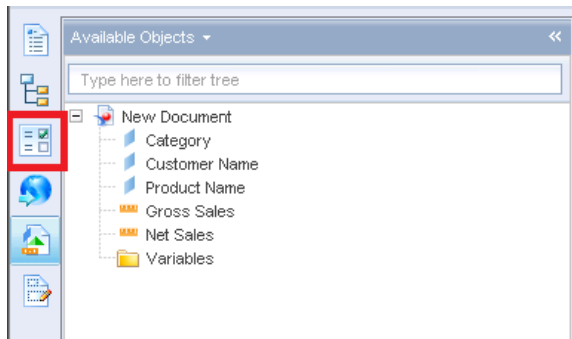 Available Objects
Type here to filter tree
New Document
Category
Customer Name
Product Name
Gross Sales
Net Sales
Variables